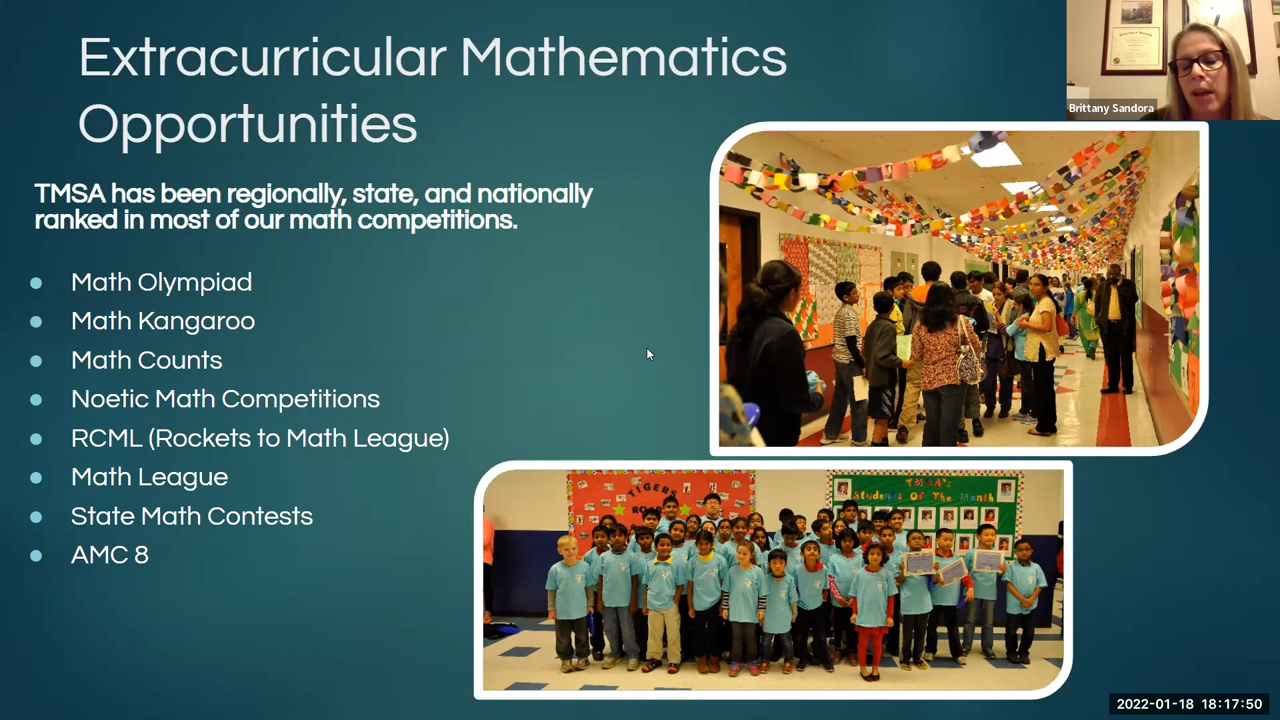 Extracurricular Mathematics
Opportunities
Brittany Sandora
TMSA has been regionally, state, and nationally
ranked in most of our math competitions.
Math Olympiad
Math Kangaroo
Math Counts
Noetic Math Competitions
RCML (Rockets to Math League)
Math League
State Math Contests
AMC 8
TIGERS
TMSA's
Students Of The Month
2022-01-18 18:17:50